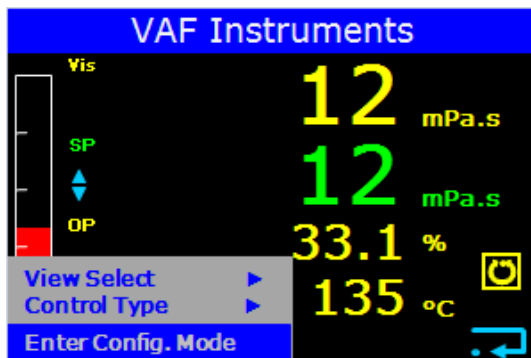 VAF Instruments
Vis
12 mPa.s
SP
12 mPa.s
OP
33.1 %
135 °C
View Select
Control Type
Enter Config. Mode